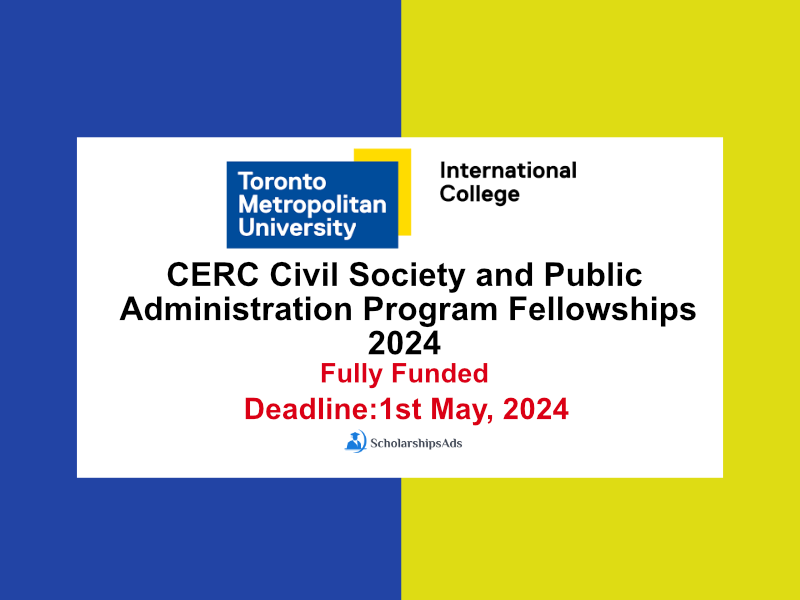 Toronto
Metropolitan
University
International
College
CERC Civil Society and Public
Administration Program Fellowships
2024
Fully Funded
Deadline:1st May, 2024
ScholarshipsAds